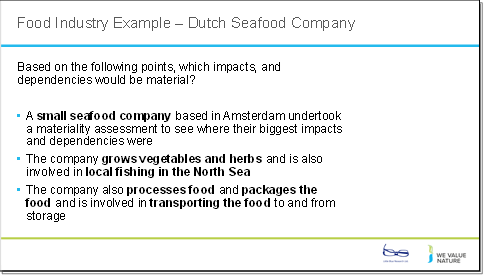 Food Industry Example – Dutch Seafood Company
Based on the following points, which impacts, and
dependencies would be material?
• A small seafood company based in Amsterdam undertook
a materiality assessment to see where their biggest impacts
and dependencies were
• The company grows vegetables and herbs and is also
involved in local fishing in the North Sea
• The company also processes food and packages the
food and is involved in transporting the food to and from
storage
WE VALUE
NATURE